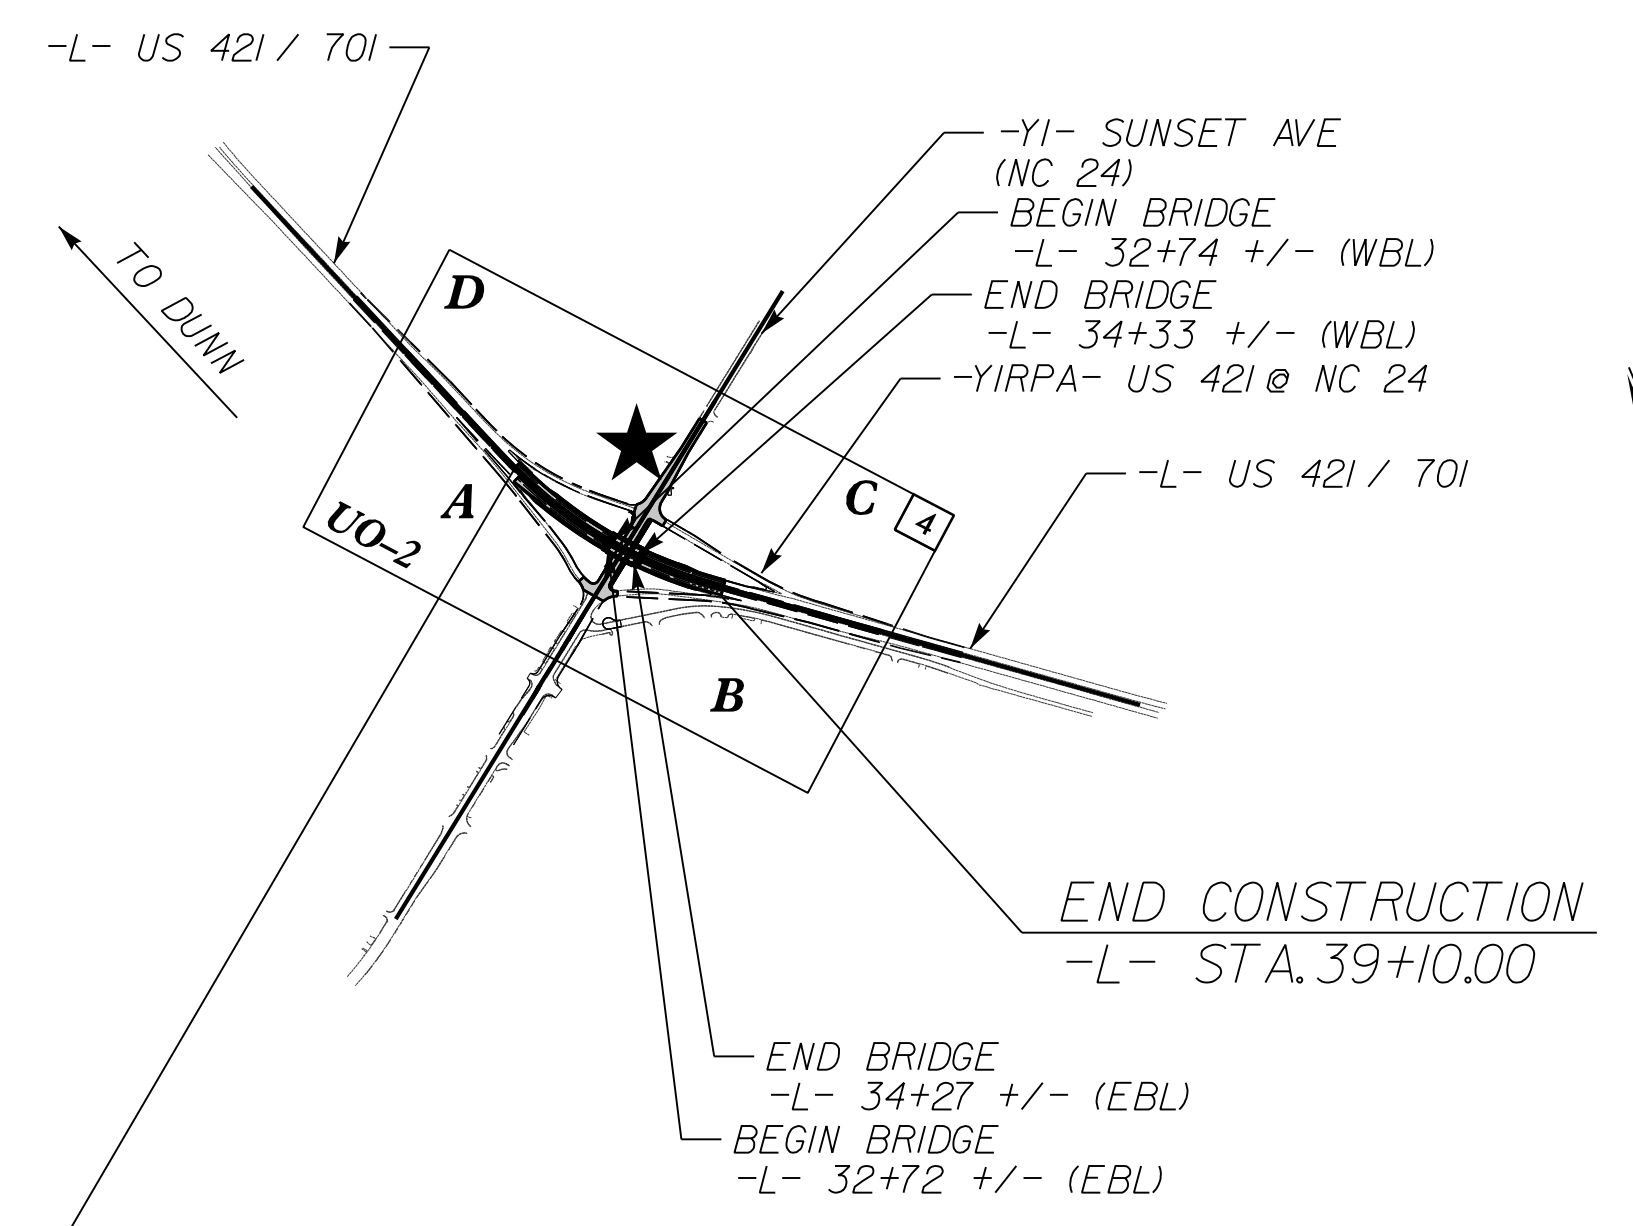 -L- US 421 / 701
-Y1- SUNSET AVE
(NC 24)
BEGIN BRIDGE
-L- 32+74 +/- (WBL)
END BRIDGE
-L- 34+33 +/- (WBL)
-Y1RPA- US 421 @ NC 24
-L- US 421 / 701
TO DUNN
D
A
C
4
UO-2
B
END CONSTRUCTION
-L- STA. 39+10.00
END BRIDGE
-L- 34+27 +/- (EBL)
BEGIN BRIDGE
-L- 32+72 +/- (EBL)